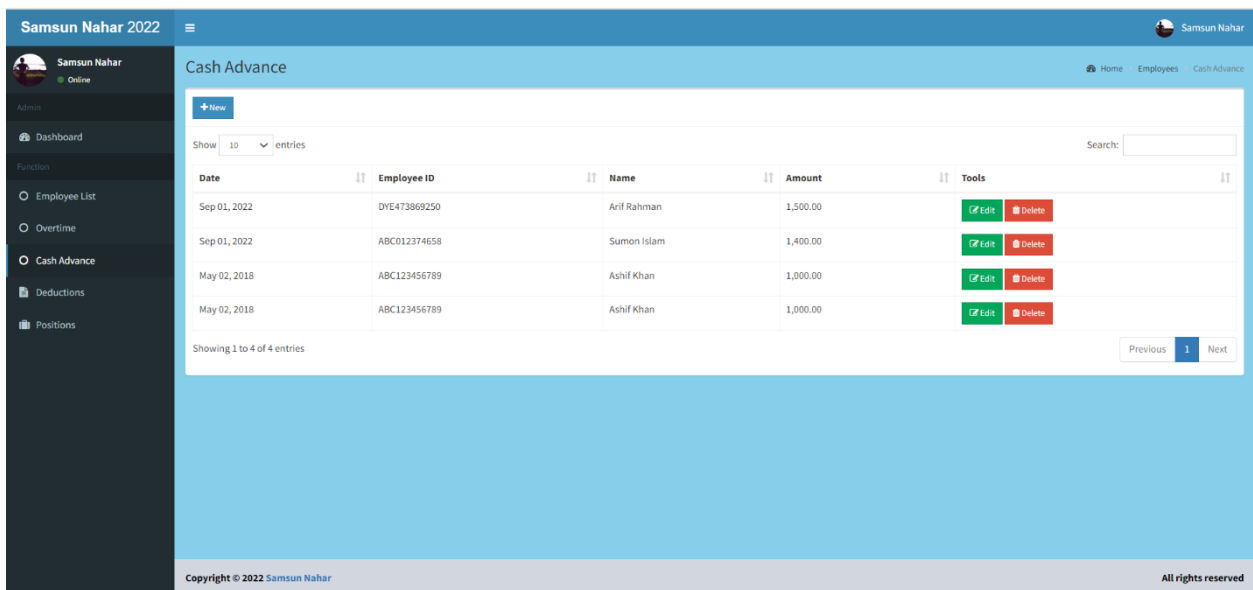 Samsun Nahar 2022
Samsun Nahar
Samsun Nahar
Online
Admin
Dashboard
Function
Employee List
Overtime
Cash Advance
Deductions
Positions
Cash Advance
Home Employees Cash Advance
+New
Show 10 entries
Search:
Date Employee ID Name Amount Tools
Sep 01, 2022 DYE473869250 Arif Rahman 1,500.00 Edit Delete
Sep 01, 2022 ABC012374658 Sumon Islam 1,400.00 Edit Delete
May 02, 2018 ABC123456789 Ashif Khan 1,000.00 Edit Delete
May 02, 2018 ABC123456789 Ashif Khan 1,000.00 Edit Delete
Showing 1 to 4 of 4 entries
Previous 1 Next
Copyright © 2022 Samsun Nahar
All rights reserved